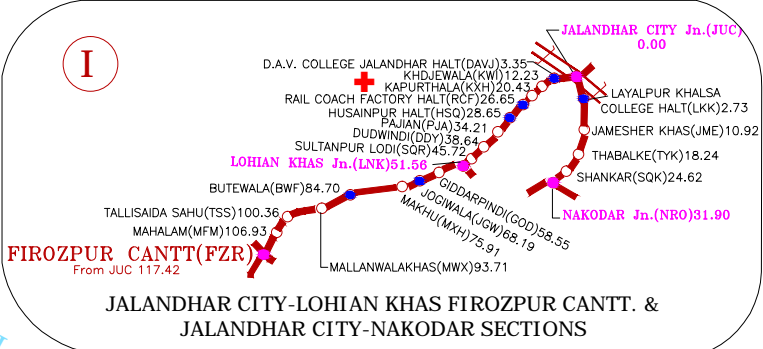 I
JALANDHAR CITY Jn.(JUC)
0.00
D.A.V. COLLEGE JALANDHAR HALT(DAVJ)3.35
KHDJEWALA(KWL)12.23
KAPURTHALA(KXH)20.43
RAIL COACH FACTORY HALT(RCF)26.65
HUSAINPUR HALT(HSQ)28.65
PAJIAN(PJA)34.21
DUDWINDI(DDY)38.64
SULTANPUR LODI(SQR)45.72
LOHIAN KHAS Jn.(LNK)51.56
LAYALPUR KHALSA
COLLEGE HALT(LKK)2.73
JAMESHER KHAS(JME)10.92
THABALKE(TYK)18.24
SHANKAR(SQK)24.62
NAKODAR Jn.(NRO)31.90
GIDDARPINDI(GOD)58.55
JOGIWALA(JGW)68.19
MAKHU(MXH)75.91
BUTEWALA(BWF)84.70
MALLANWALAKHAS(MWX)93.71
TALLISAIDA SAHU(TSS)100.36
MAHALAM(MFM)106.93
FIROZPUR CANTT(FZR)
From JUC 117.42
JALANDHAR CITY-LOHIAN KHAS FIROZPUR CANTT. &
JALANDHAR CITY-NAKODAR SECTIONS